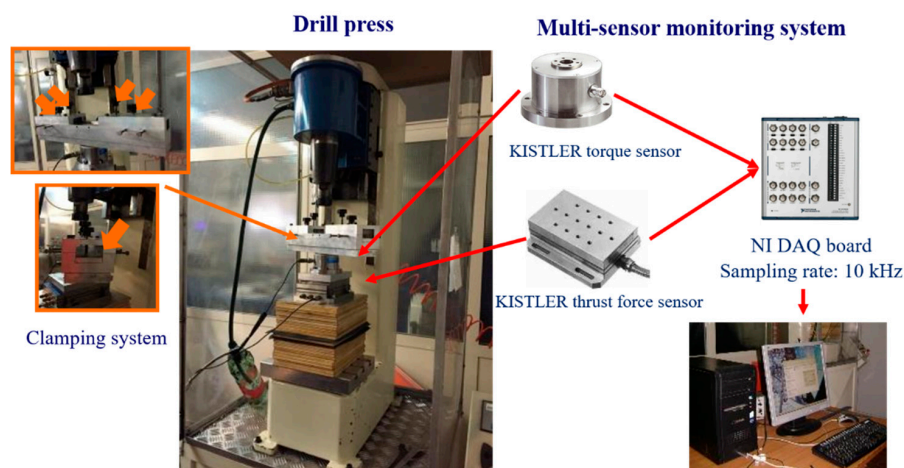 Drill press
Multi-sensor monitoring system
KISTLER torque sensor
KISTLER thrust force sensor
NI DAQ board
Sampling rate: 10 kHz
Clamping system